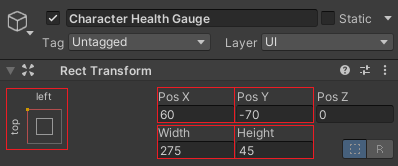 Character Health Gauge
Static
Tag Untagged Layer UI
Rect Transform
left
top
Pos X Pos Y Pos Z
60 -70 0
Width Height
275 45
R